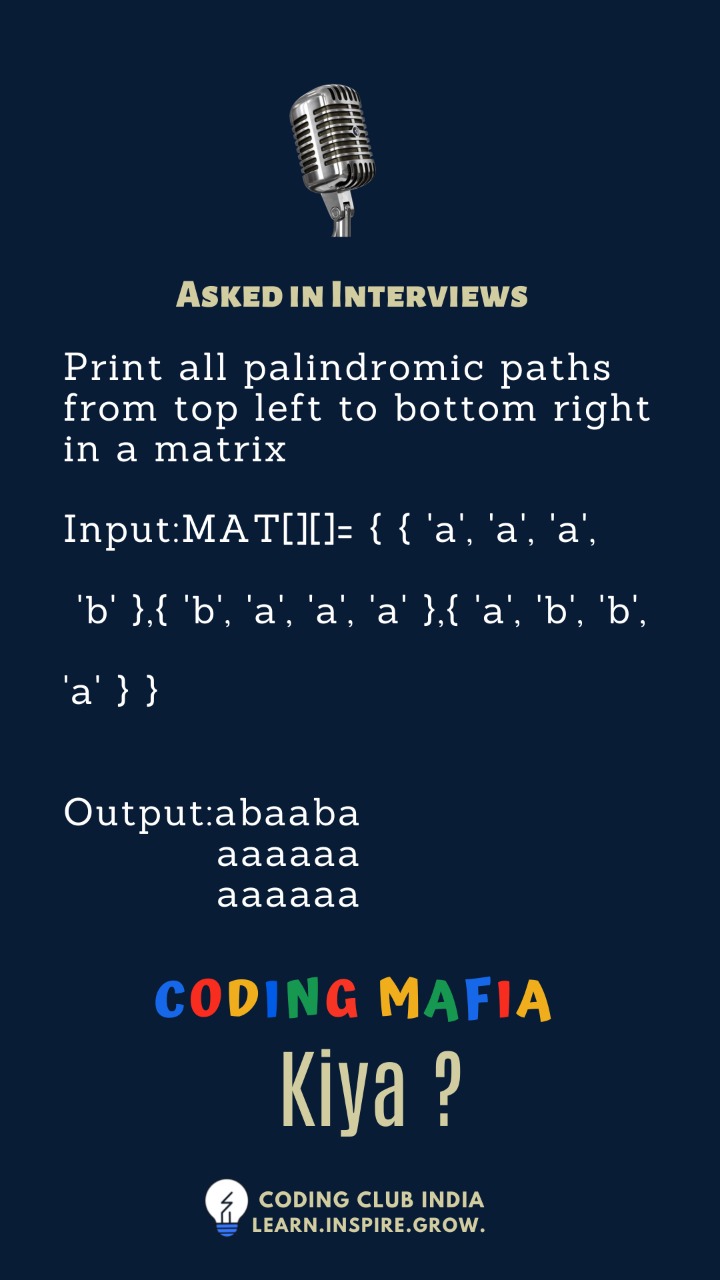 Asked in Interviews
Print all palindromic paths
from top left to bottom right
in a matrix
Input:MAT[][]= { { 'a', 'a', 'a',
'b' },{ 'b', 'a', 'a', 'a' },{ 'a', 'b', 'b',
'a' } }
Output:abaaba
aaaaaa
aaaaaa
CODING MAFIA
Kiya ?
CODING CLUB INDIA
LEARN.INSPIRE.GROW.